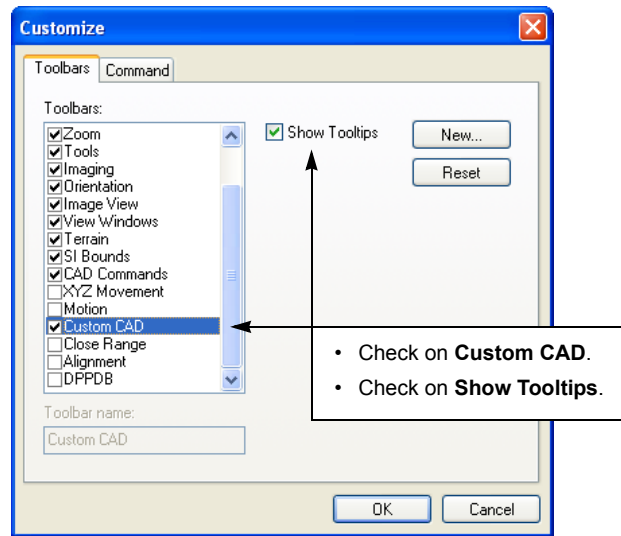 Customize
Toolbars Command
Toolbars:
Zoom
Tools
Imaging
Orientation
Image View
View Windows
Terrain
SI Bounds
CAD Commands
XYZ Movement
Motion
Custom CAD
Close Range
Alignment
DPPDB
Show Tooltips
New...
Reset
• Check on Custom CAD.
• Check on Show Tooltips.
Toolbar name:
Custom CAD
OK Cancel